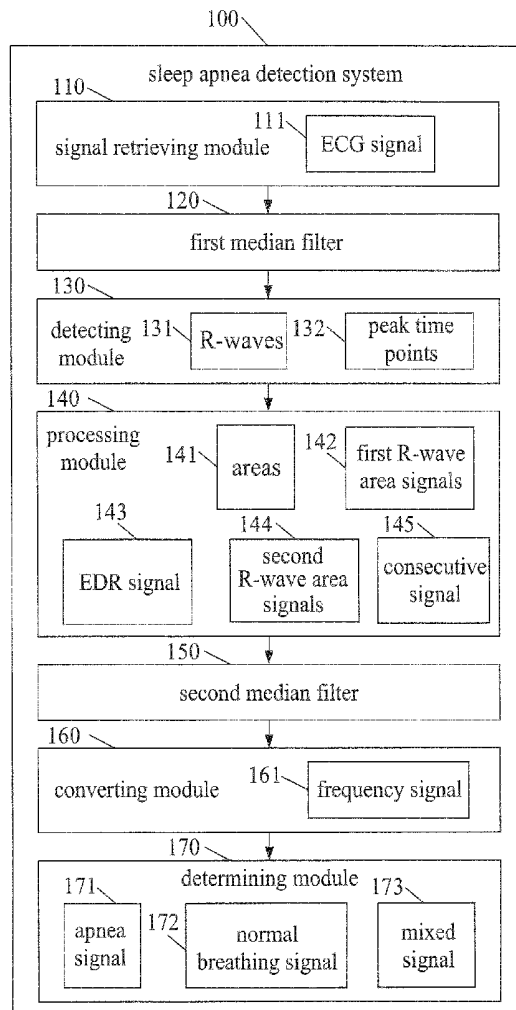 100
sleep apnea detection system
110
111
signal retrieving module
ECG signal
120
first median filter
130
131
132
detecting
module
R-waves
peak time
points
140
processing
module
141
areas
142
first R-wave
area signals
143
EDR signal
144
second
R-wave area
signals
145
consecutive
signal
150
second median filter
160
converting module
161
frequency signal
170
determining module
171
apnea
signal
172
normal
breathing signal
173
mixed
signal